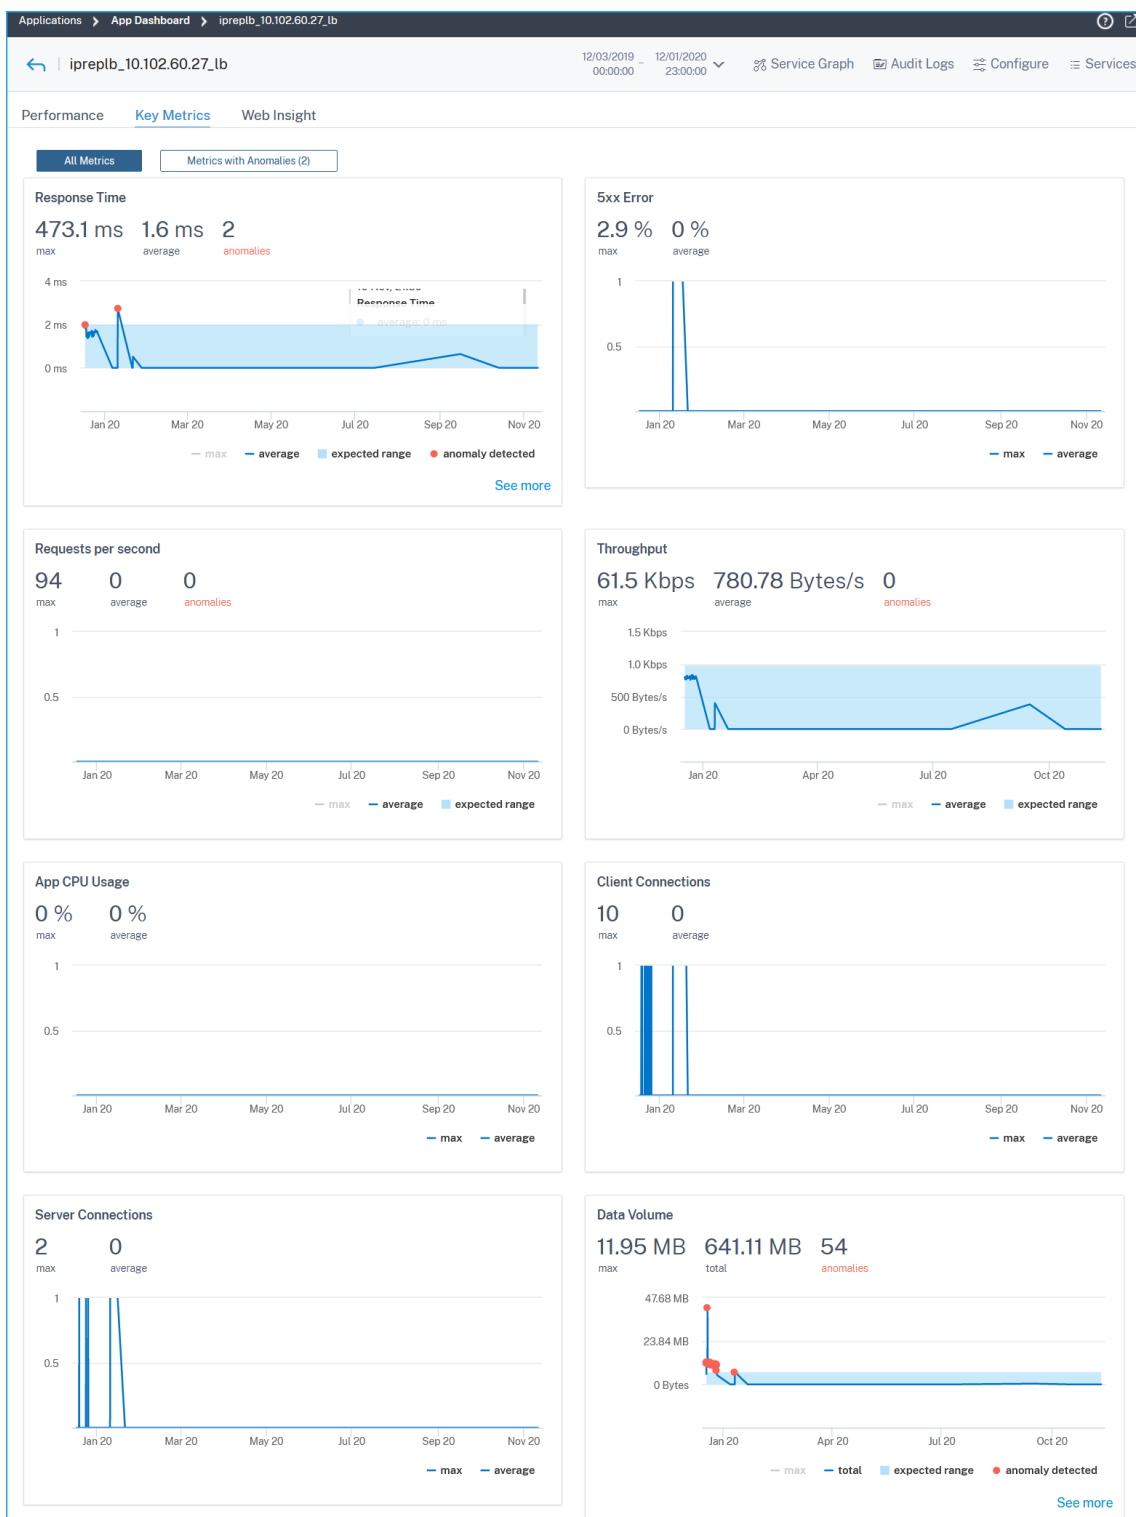 Applications > App Dashboard > ipreplb_10.102.60.27_lb
ipreplb_10.102.60.27_lb
12/03/2019 00:00:00 – 12/01/2020 23:00:00
Service Graph Audit Logs Configure Services
Performance Key Metrics Web Insight
All Metrics Metrics with Anomalies (2)
Response Time
473.1 ms 1.6 ms 2
max average anomalies
4 ms
2 ms
0 ms
Response Time
average: 0 ms
Jan 20 Mar 20 May 20 Jul 20 Sep 20 Nov 20
max average expected range anomaly detected
See more
5xx Error
2.9 % 0 %
max average
1
0.5
Jan 20 Mar 20 May 20 Jul 20 Sep 20 Nov 20
max average
Requests per second
94 0 0
max average anomalies
1
0.5
Jan 20 Mar 20 May 20 Jul 20 Sep 20 Nov 20
max average expected range
Throughput
61.5 Kbps 780.78 Bytes/s 0
max average anomalies
1.5 Kbps
1.0 Kbps
500 Bytes/s
0 Bytes/s
Jan 20 Apr 20 Jul 20 Oct 20
max average expected range
App CPU Usage
0 % 0 %
max average
1
0.5
Jan 20 Mar 20 May 20 Jul 20 Sep 20 Nov 20
max average
Client Connections
10 0
max average
1
0.5
Jan 20 Mar 20 May 20 Jul 20 Sep 20 Nov 20
max average
Server Connections
2 0
max average
1
0.5
Jan 20 Mar 20 May 20 Jul 20 Sep 20 Nov 20
max average
Data Volume
11.95 MB 641.11 MB 54
max total anomalies
47.68 MB
23.84 MB
0 Bytes
Jan 20 Apr 20 Jul 20 Oct 20
max total expected range anomaly detected
See more